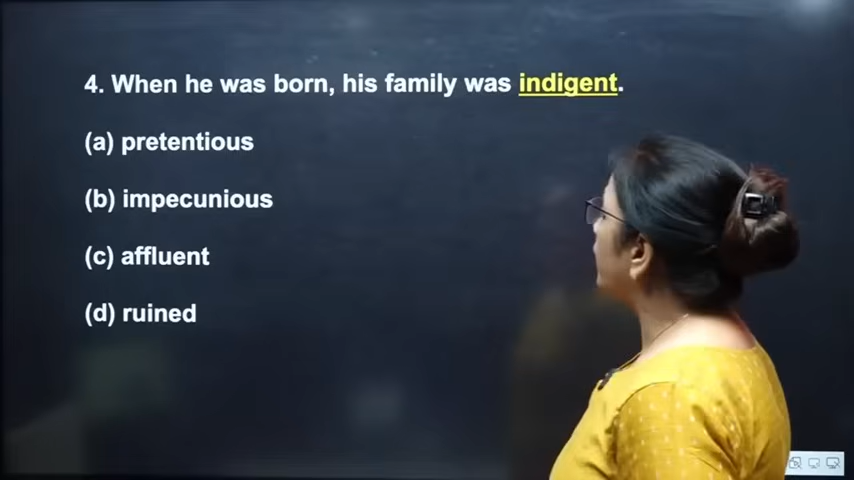 4. When he was born, his family was indigent.
(a) pretentious
(b) impecunious
(c) affluent
(d) ruined